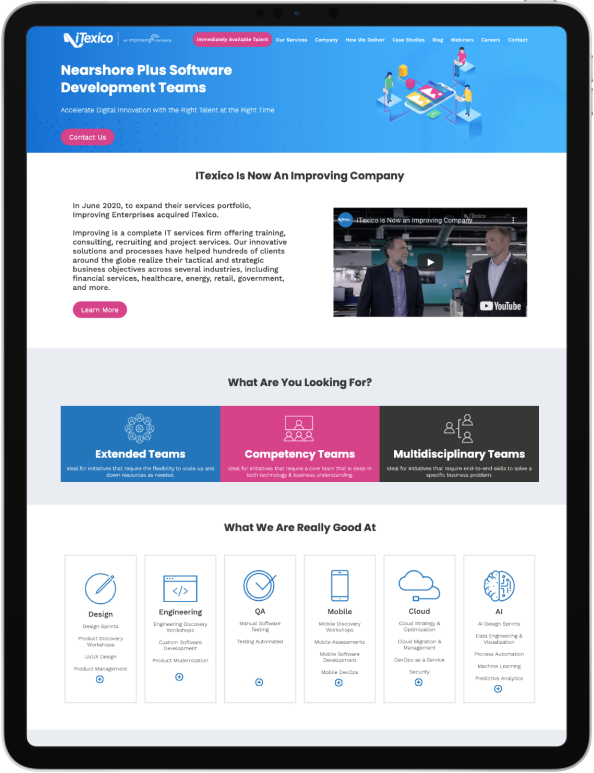 iTexico
an improving company
Immediately Available Talent
Our Services
Company
How We Deliver
Case Studies
Blog
Webinars
Careers
Contact
Nearshore Plus Software
Development Teams
Accelerate Digital Innovation with the Right Talent at the Right Time
Contact Us
ITexico Is Now An Improving Company
In June 2020, to expand their services portfolio,
Improving Enterprises acquired iTexico.
Improving is a complete IT services firm offering training,
consulting, recruiting and project services. Our innovative
solutions and processes have helped hundreds of clients
around the globe realize their tactical and strategic
business objectives across several industries, including
financial services, healthcare, energy, retail, government,
and more.
Learn More
iTexico is Now an Improving Company
YouTube
What Are You Looking For?
Extended Teams
Ideal for initiatives that require the flexibility to scale up and
down resources as needed.
Competency Teams
Ideal for initiatives that require a core team that is deep in
both technology & business understanding.
Multidisciplinary Teams
Ideal for initiatives that require end-to-end skills to solve a
specific business problem.
What We Are Really Good At
Design
Design Sprints
Product Discovery
Workshops
UI/UX Design
Product Management
Engineering
Engineering Discovery
Workshops
Custom Software
Development
Product Modernization
QA
Manual Software
Testing
Testing Automated
Mobile
Mobile Discovery
Workshops
Mobile Assessments
Mobile Software
Development
Mobile DevOps
Cloud
Cloud Strategy &
Optimization
Cloud Migration &
Management
DevOps as a Service
Security
AI
AI Design Sprints
Data Engineering &
Visualization
Process Automation
Machine Learning
Predictive Analytics